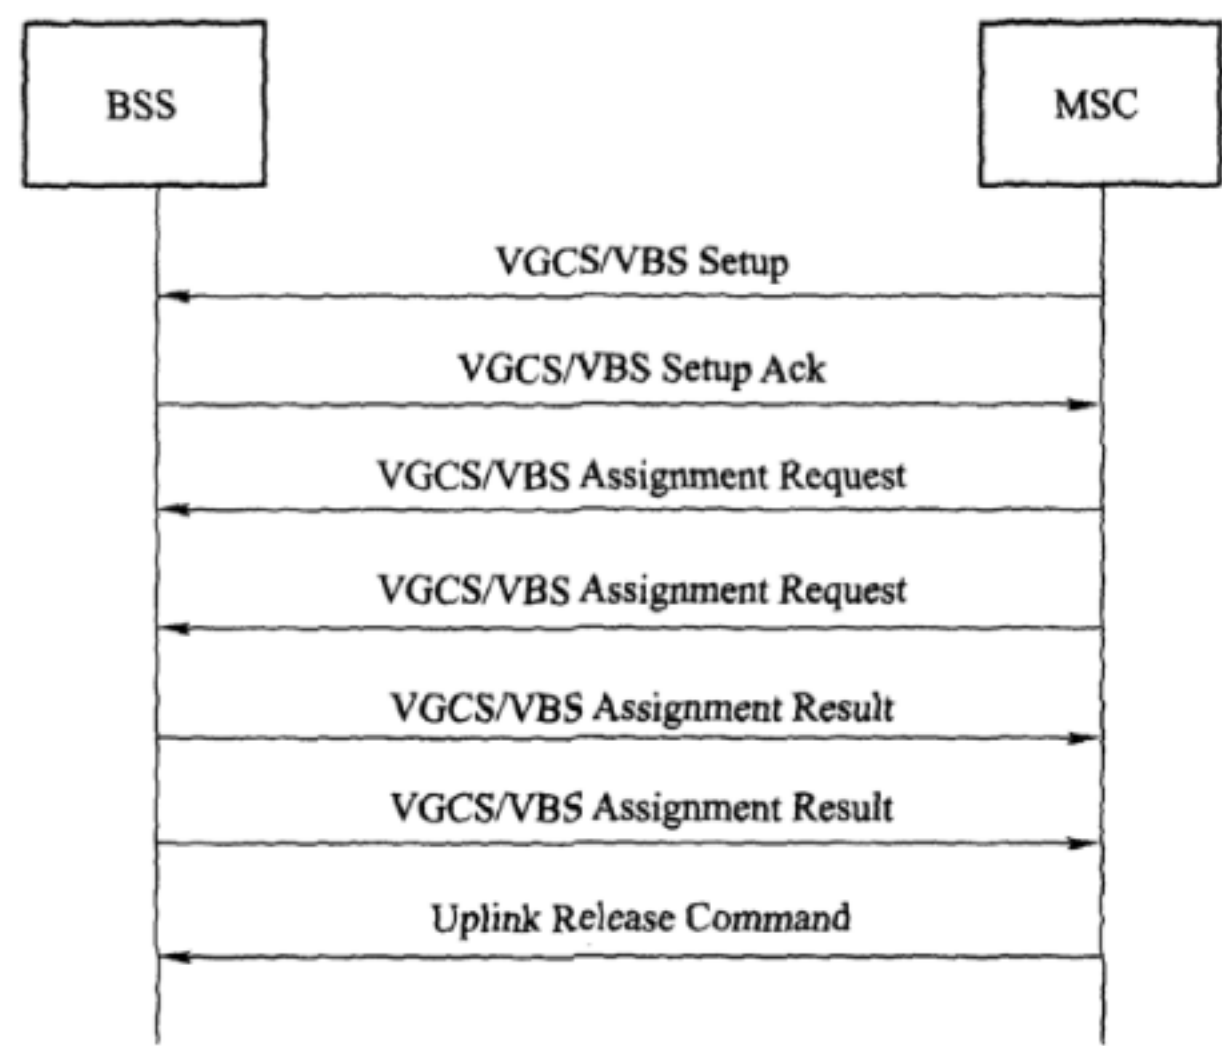 BSS
MSC
VGCS/VBS Setup
VGCS/VBS Setup Ack
VGCS/VBS Assignment Request
VGCS/VBS Assignment Request
VGCS/VBS Assignment Result
VGCS/VBS Assignment Result
Uplink Release Command